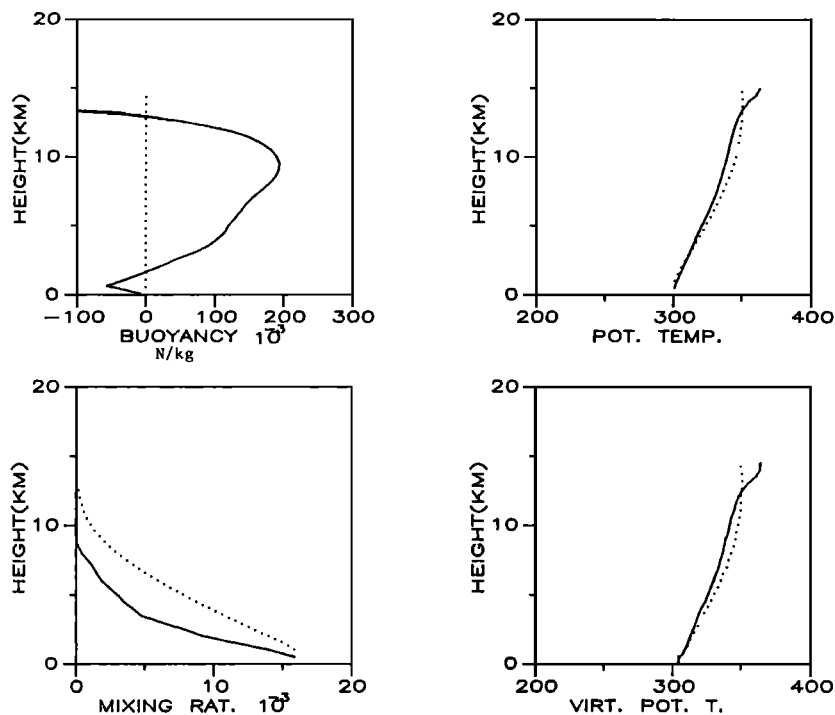 20
10
0
HEIGHT(KM)
−100 0 100 200 300
BUOYANCY 10⁻³
N/kg
20
10
0
HEIGHT(KM)
200 300 400
POT. TEMP.
20
10
0
HEIGHT(KM)
0 10 20
MIXING RAT. 10⁻³
20
10
0
HEIGHT(KM)
200 300 400
VIRT. POT. T.